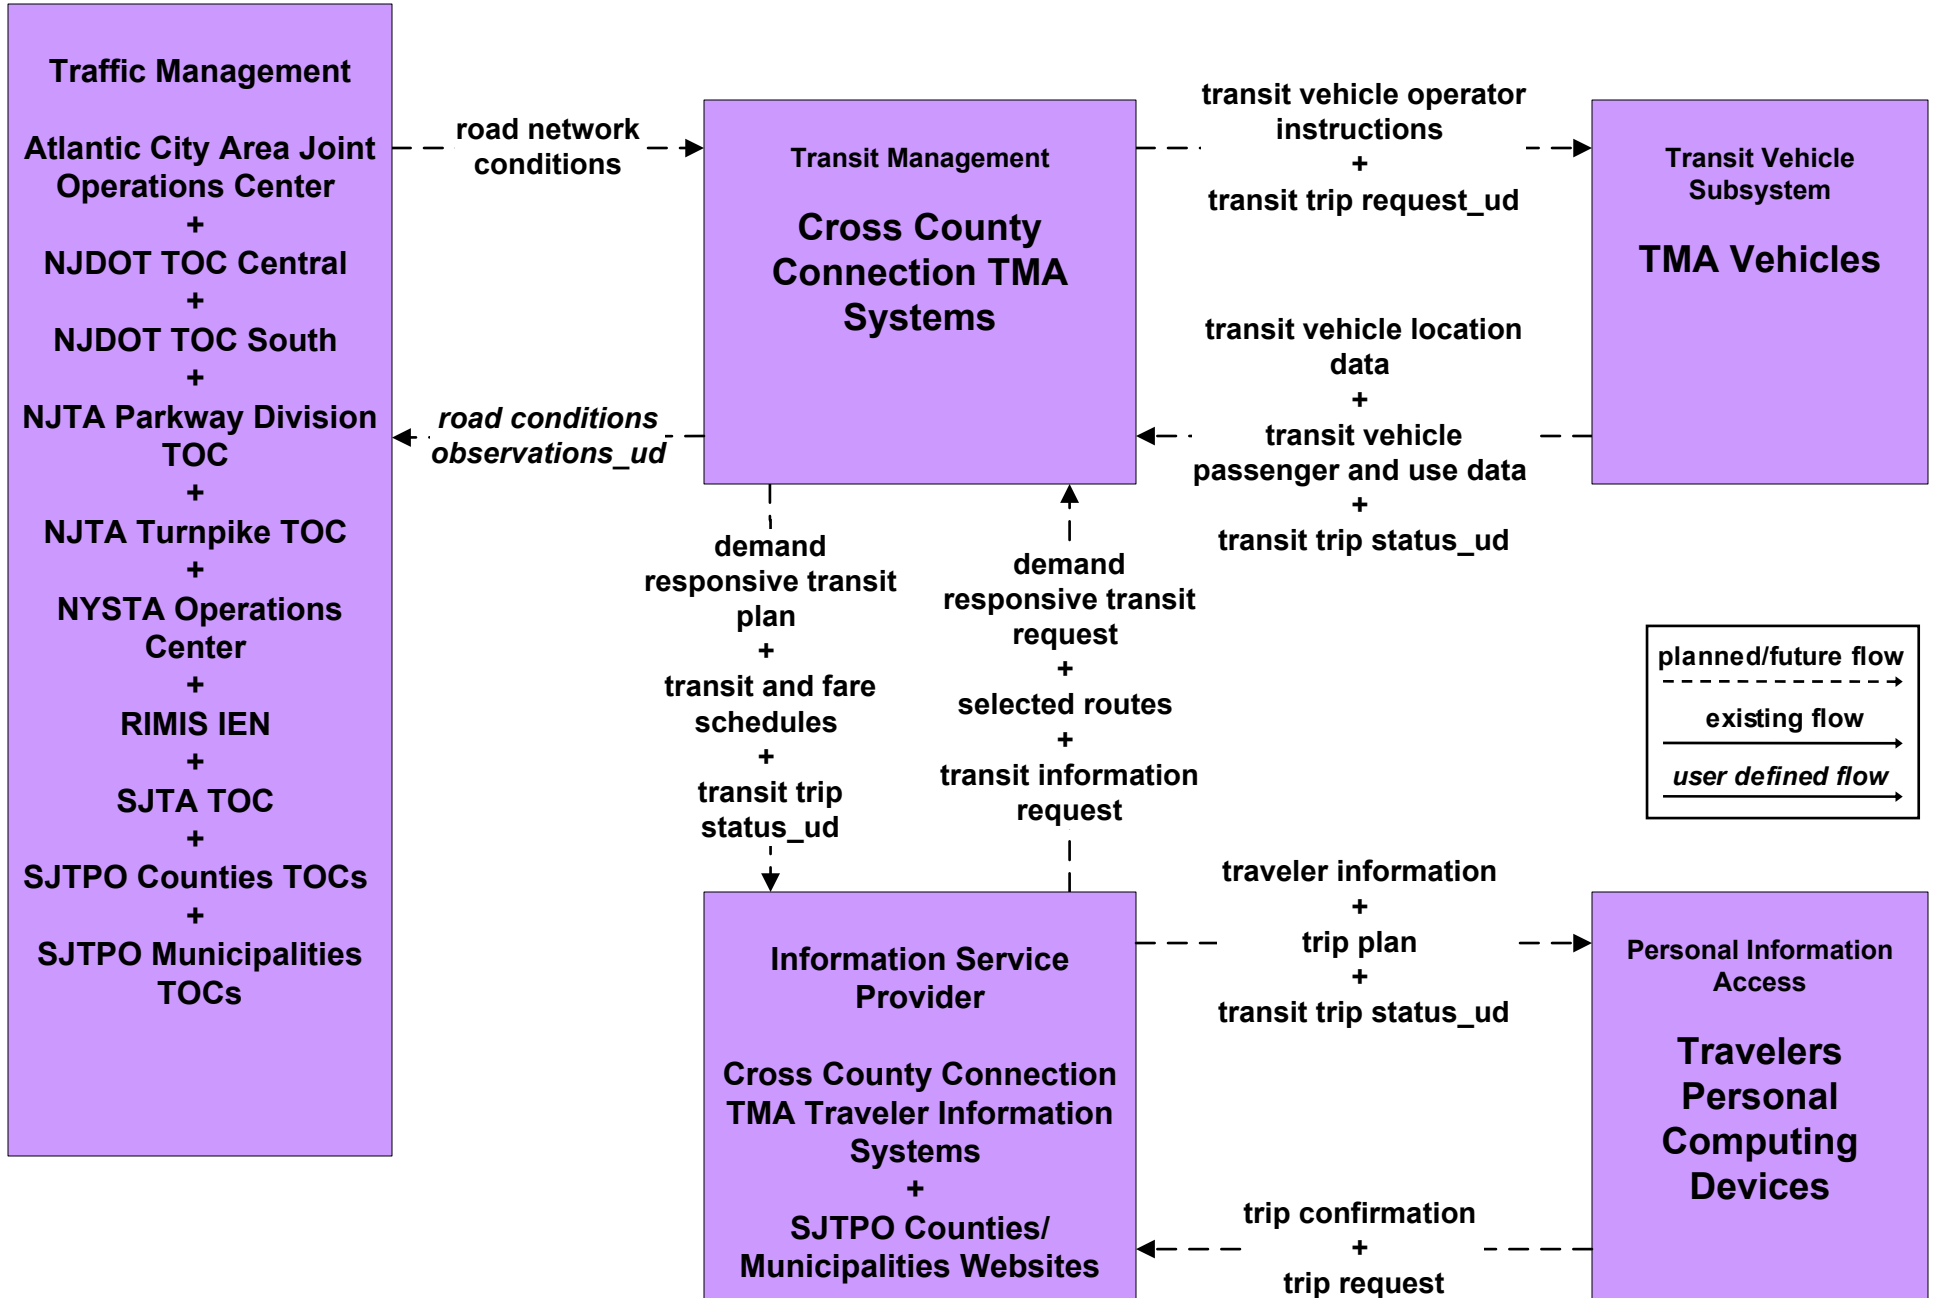 Traffic Management
Atlantic City Area Joint
Operations Center
+
NJDOT TOC Central
+
NJDOT TOC South
+
NJTA Parkway Division
TOC
+
NJTA Turnpike TOC
+
NYSTA Operations
Center
+
RIMIS IEN
+
SJTA TOC
+
SJTPO Counties TOCs
+
SJTPO Municipalities
TOCs
road network
conditions
road conditions
observations_ud
Transit Management
Cross County
Connection TMA
Systems
transit vehicle operator
instructions
+
transit trip request_ud
transit vehicle location
data
+
transit vehicle
passenger and use data
+
transit trip status_ud
Transit Vehicle
Subsystem
TMA Vehicles
demand
responsive transit
plan
+
transit and fare
schedules
+
transit trip
status_ud
demand
responsive transit
request
+
selected routes
+
transit information
request
planned/future flow
existing flow
user defined flow
Information Service
Provider
Cross County Connection
TMA Traveler Information
Systems
+
SJTPO Counties/
Municipalities Websites
traveler information
+
trip plan
+
transit trip status_ud
trip confirmation
+
trip request
Personal Information
Access
Travelers
Personal
Computing
Devices